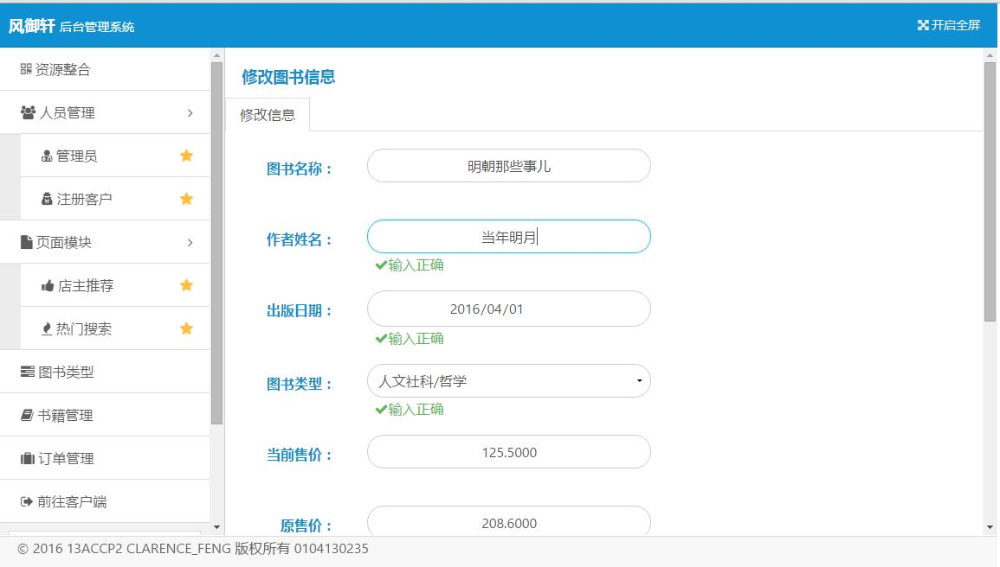 风御轩 后台管理系统
开启全屏
资源整合
人员管理
管理员
注册客户
页面模块
店主推荐
热门搜索
图书类型
书籍管理
订单管理
前往客户端
修改图书信息
修改信息
图书名称：
明朝那些事儿
作者姓名：
当年明月
输入正确
出版日期：
2016/04/01
输入正确
图书类型：
人文社科/哲学
输入正确
当前售价：
125.5000
原售价：
208.6000
© 2016 13ACCP2 CLARENCE_FENG 版权所有 0104130235